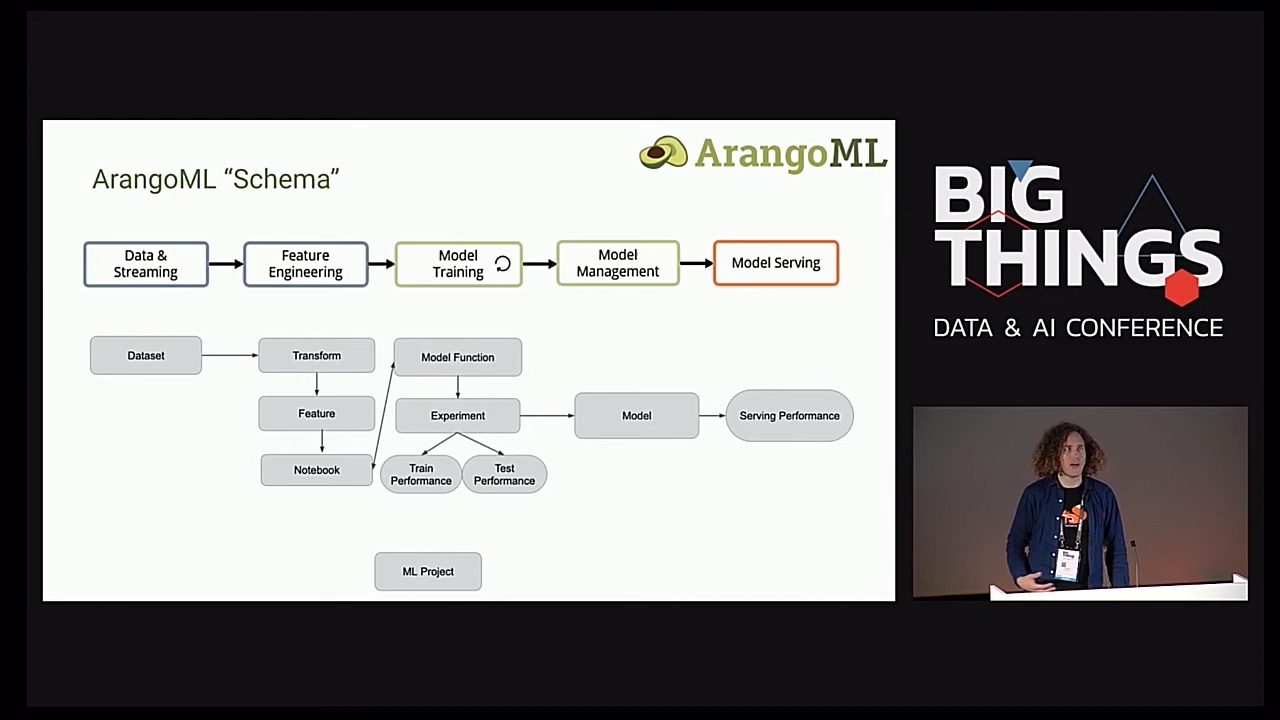 ArangoML
ArangoML “Schema”
Data &
Streaming
Feature
Engineering
Model
Training
Model
Management
Model Serving
Dataset
Transform
Model Function
Feature
Experiment
Model
Serving Performance
Notebook
Train
Performance
Test
Performance
ML Project
BIG
THINGS
DATA & AI CONFERENCE